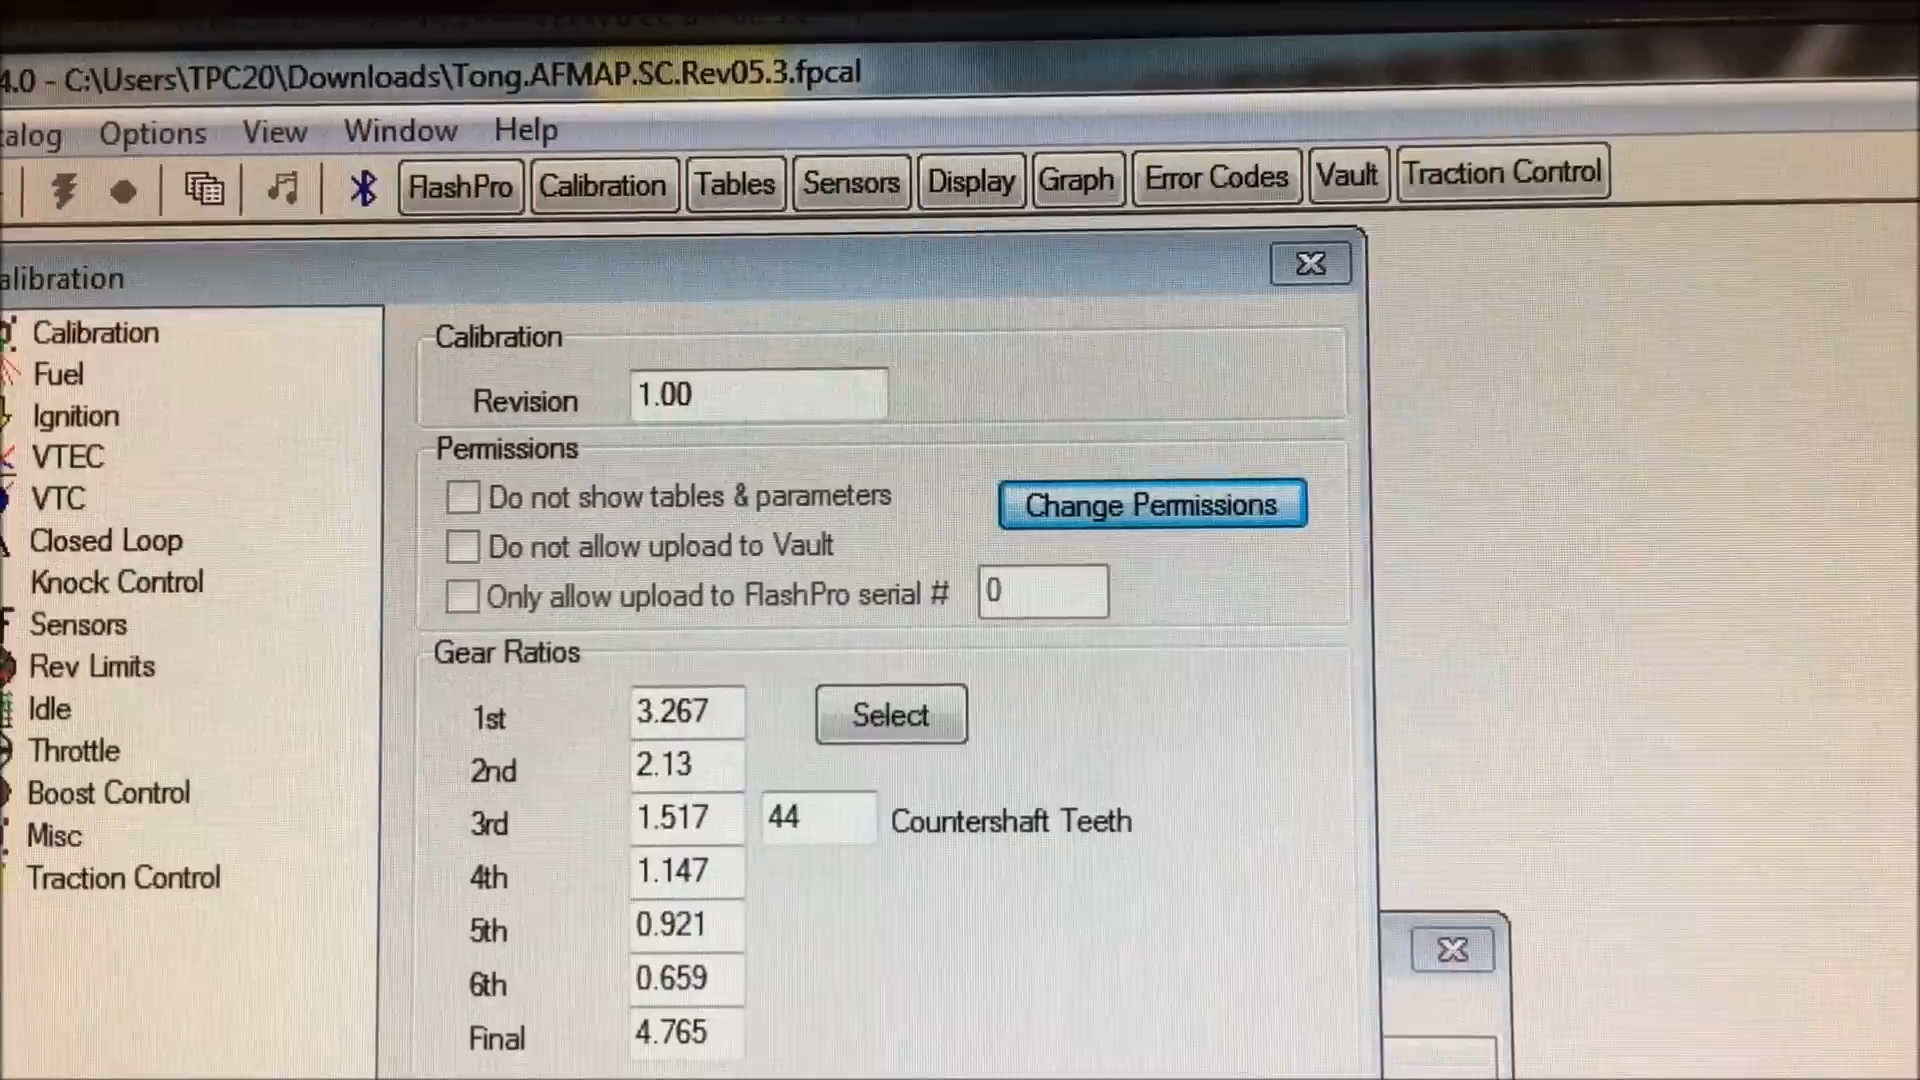 4.0 - C:\Users\TPC20\Downloads\Tong.AFMAP.SC.Rev05.3.fpcal
alog Options View Window Help
FlashPro Calibration Tables Sensors Display Graph Error Codes Vault Traction Control
alibration
Calibration
Fuel
Ignition
VTEC
VTC
Closed Loop
Knock Control
Sensors
Rev Limits
Idle
Throttle
Boost Control
Misc
Traction Control
Calibration
Revision 1.00
Permissions
Do not show tables & parameters
Change Permissions
Do not allow upload to Vault
Only allow upload to FlashPro serial # 0
Gear Ratios
1st 3.267 Select
2nd 2.13
3rd 1.517 44 Countershaft Teeth
4th 1.147
5th 0.921
6th 0.659
Final 4.765